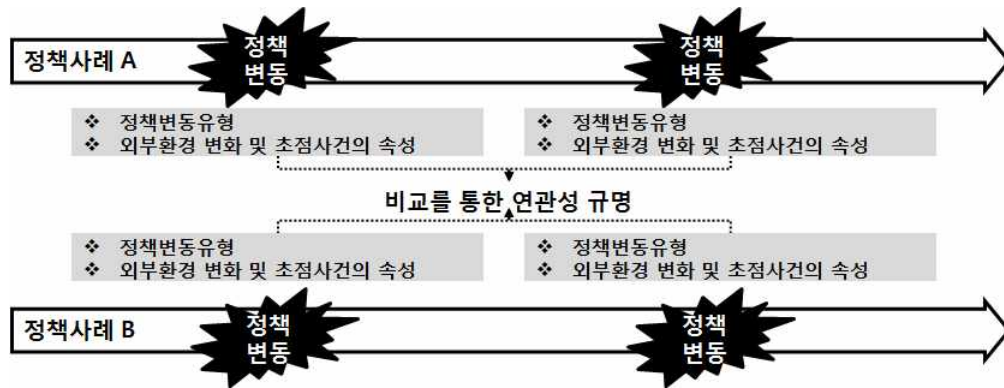 정책 정책
정책사례 A 변동 변동
❖ 정책변동유형 ❖ 정책변동유형
❖ 외부환경 변화 및 초점사건의 속성 ❖ 외부환경 변화 및 초점사건의 속성
비교를 통한 연관성 규명
❖ 정책변동유형 ❖ 정책변동유형
❖ 외부환경 변화 및 초점사건의 속성 ❖ 외부환경 변화 및 초점사건의 속성
정책 정책
정책사례 B 변동 변동